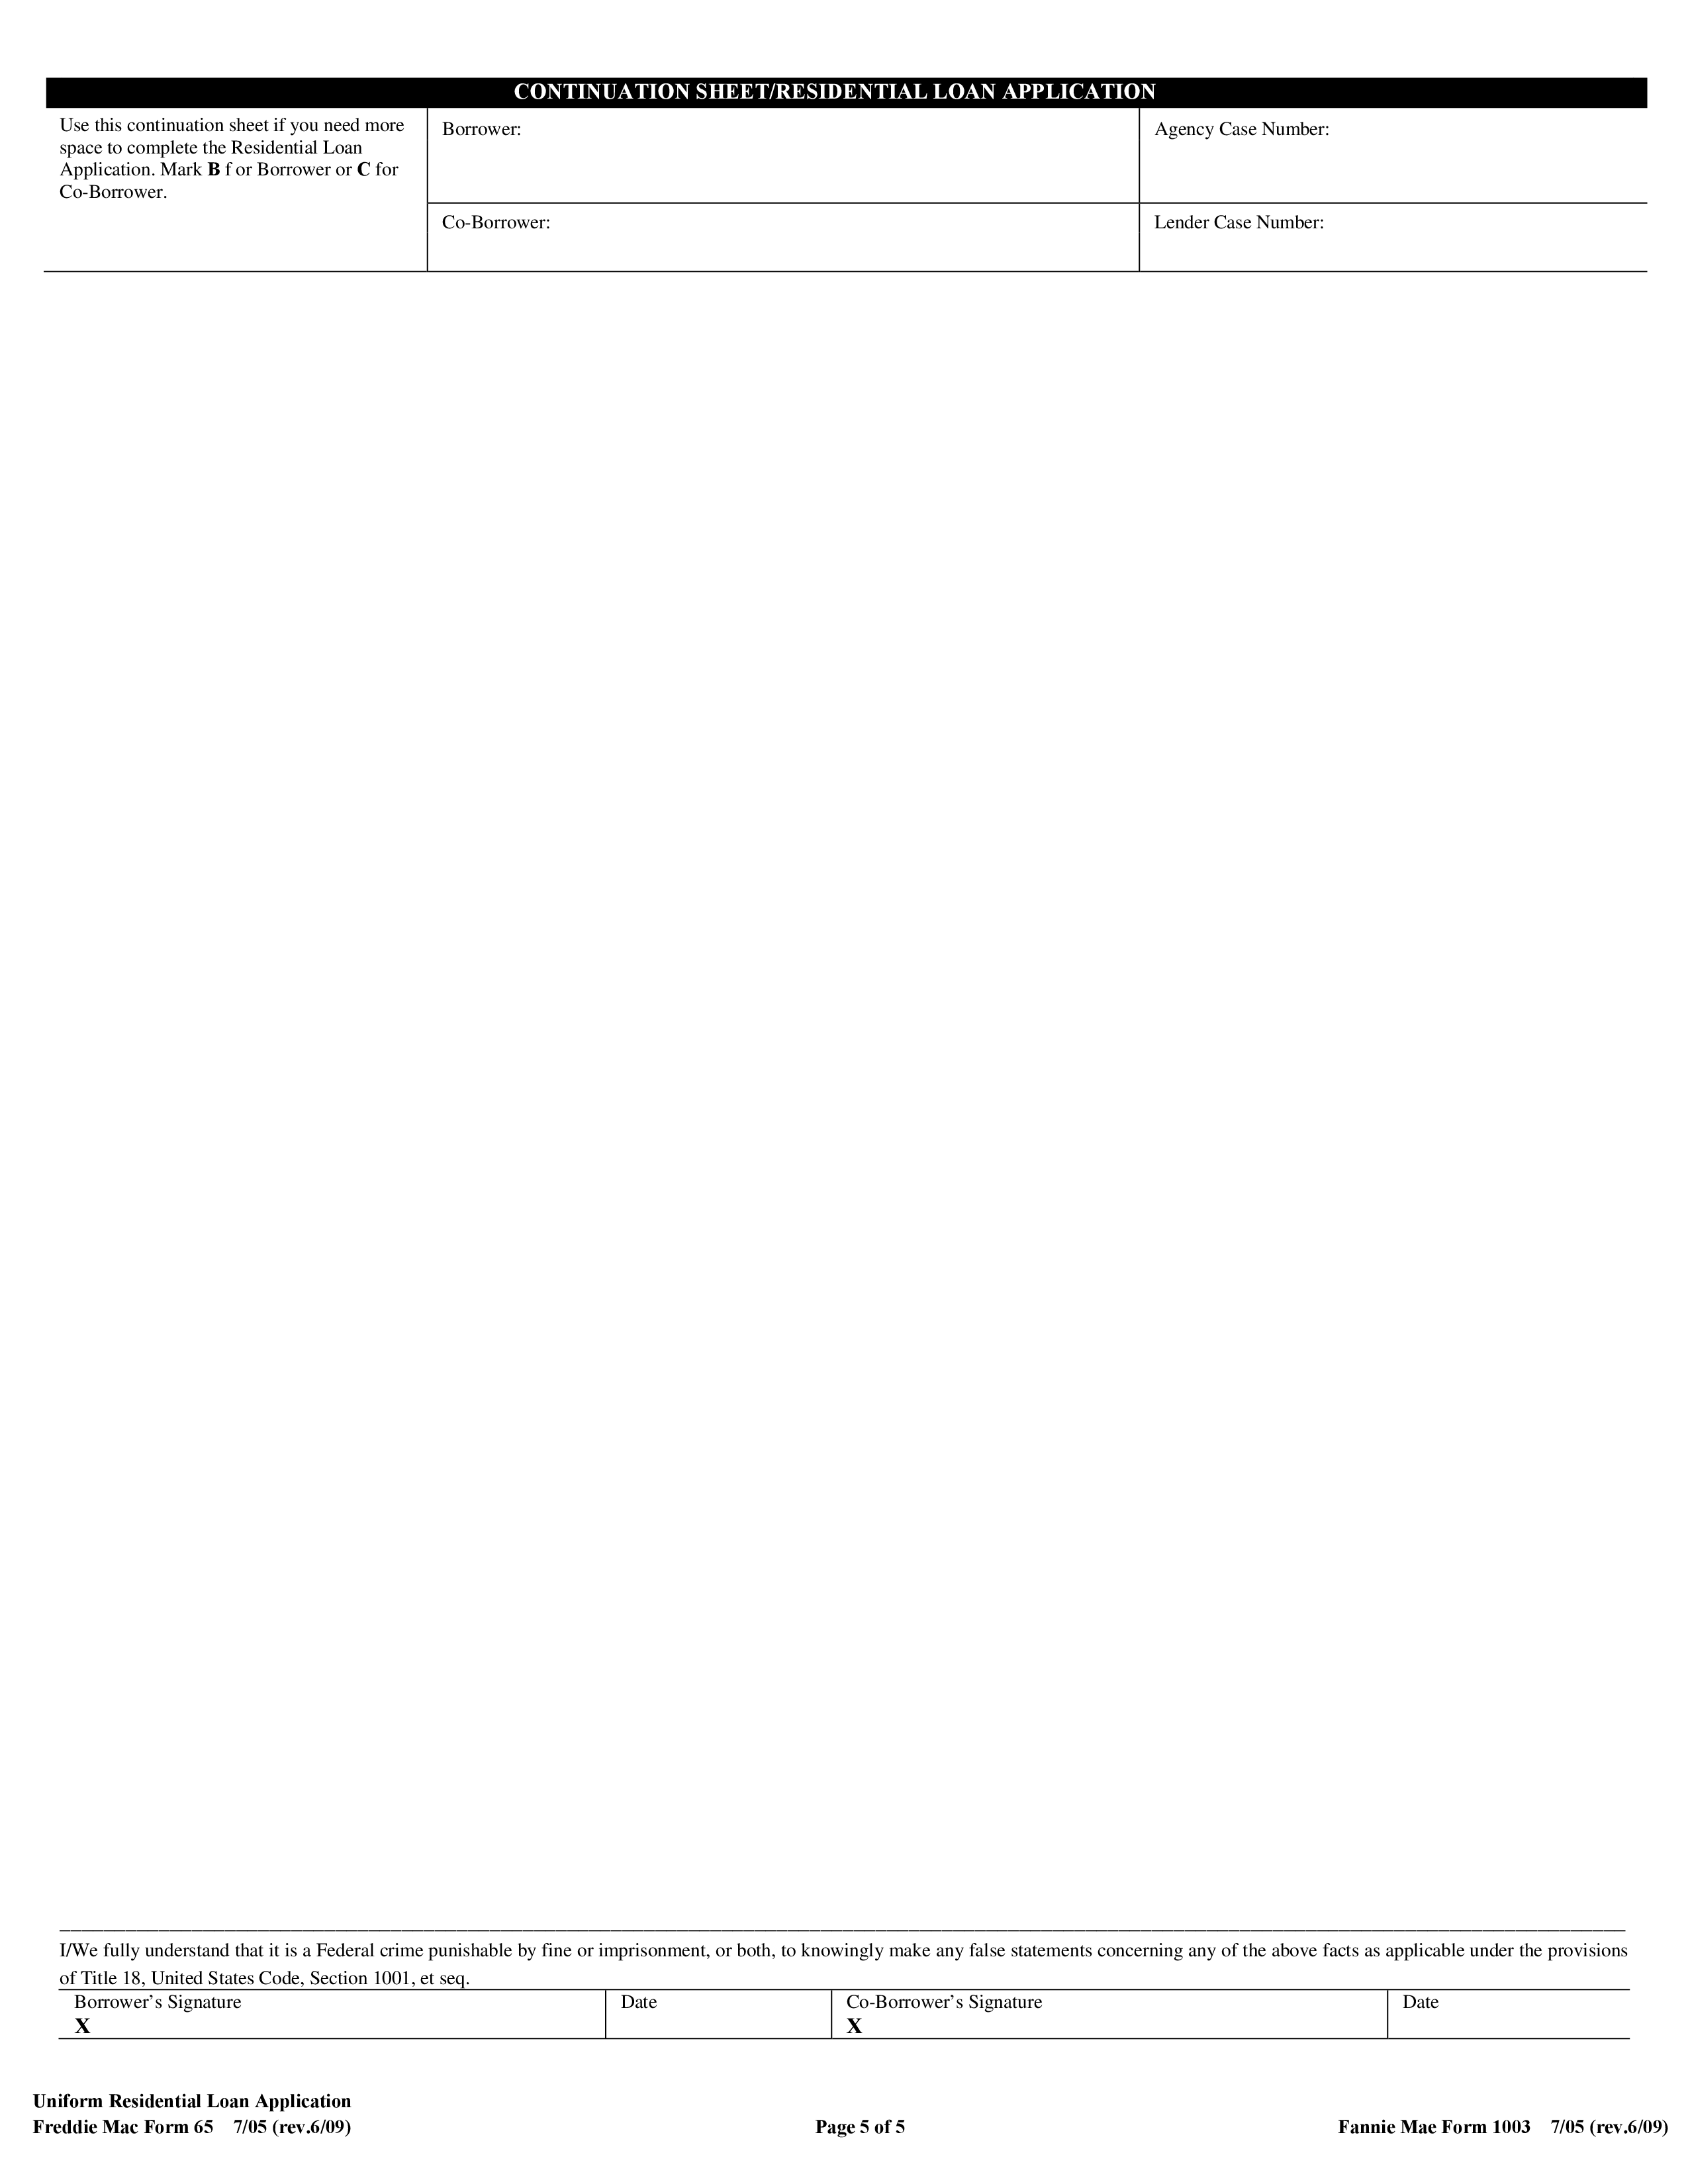 CONTINUATION SHEET/RESIDENTIAL LOAN APPLICATION
Use this continuation sheet if you need more
space to complete the Residential Loan
Application. Mark B f or Borrower or C for
Co-Borrower.
Borrower:
Agency Case Number:
Co-Borrower:
Lender Case Number:
I/We fully understand that it is a Federal crime punishable by fine or imprisonment, or both, to knowingly make any false statements concerning any of the above facts as applicable under the provisions
of Title 18, United States Code, Section 1001, et seq.
Borrower’s Signature
X
Date
Co-Borrower’s Signature
X
Date
Uniform Residential Loan Application
Freddie Mac Form 65 7/05 (rev.6/09)
Page 5 of 5
Fannie Mae Form 1003 7/05 (rev.6/09)